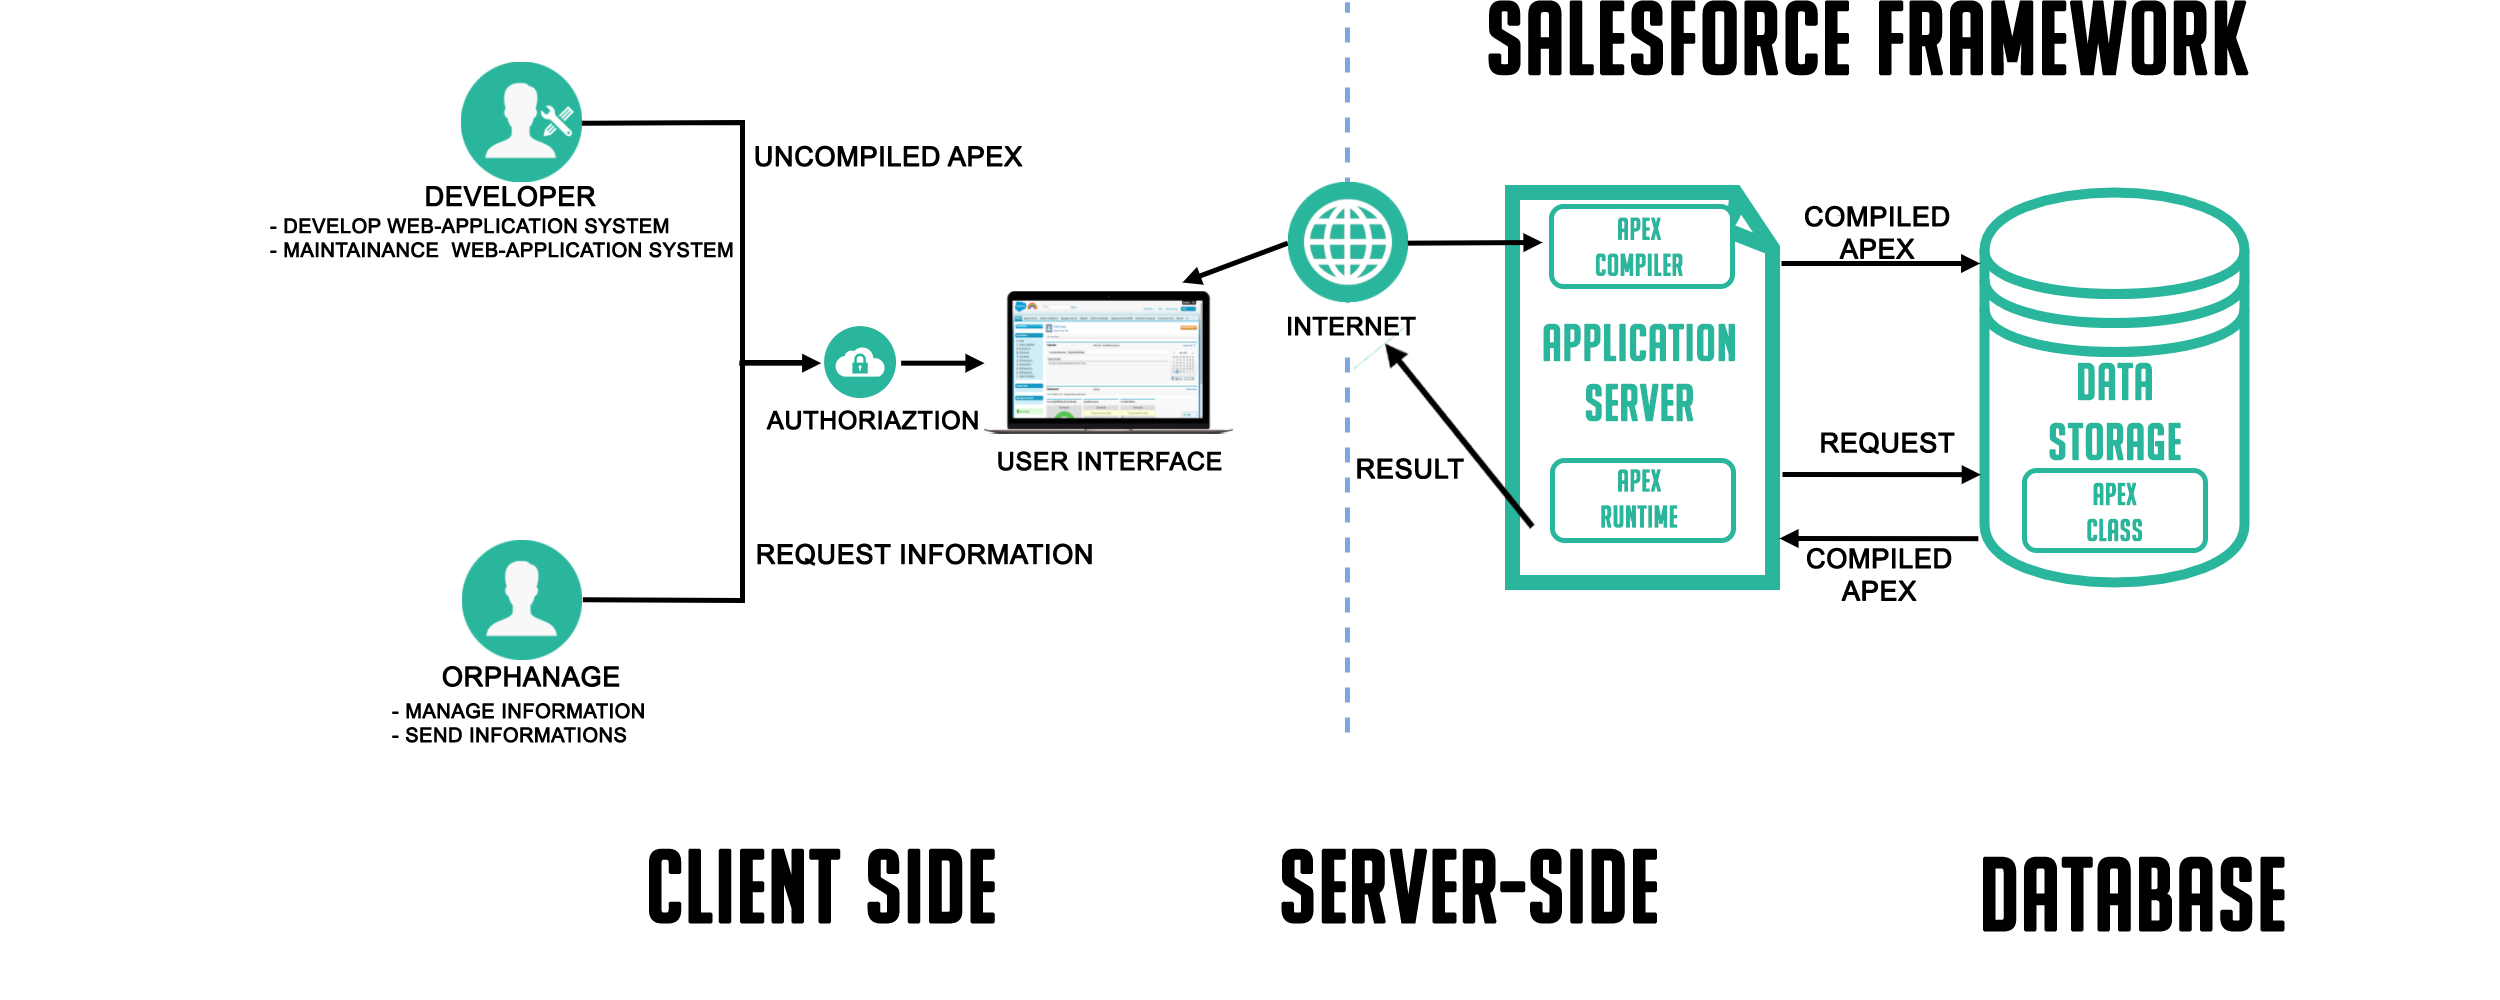 SALESFORCE FRAMEWORK
UNCOMPILED APEX
DEVELOPER
- DEVELOP WEB-APPLICATION SYSTEM
- MAINTAINANCE WEB-APPLICATION SYSTEM
AUTHORIAZTION
USER INTERFACE
REQUEST INFORMATION
ORPHANAGE
- MANAGE INFORMATION
- SEND INFORMATIONS
INTERNET
RESULT
APEX
COMPILER
APPLICATION
SERVER
APEX
RUNTIME
COMPILED
APEX
REQUEST
COMPILED
APEX
DATA
STORAGE
APEX
CLASS
CLIENT SIDE
SERVER-SIDE
DATABASE